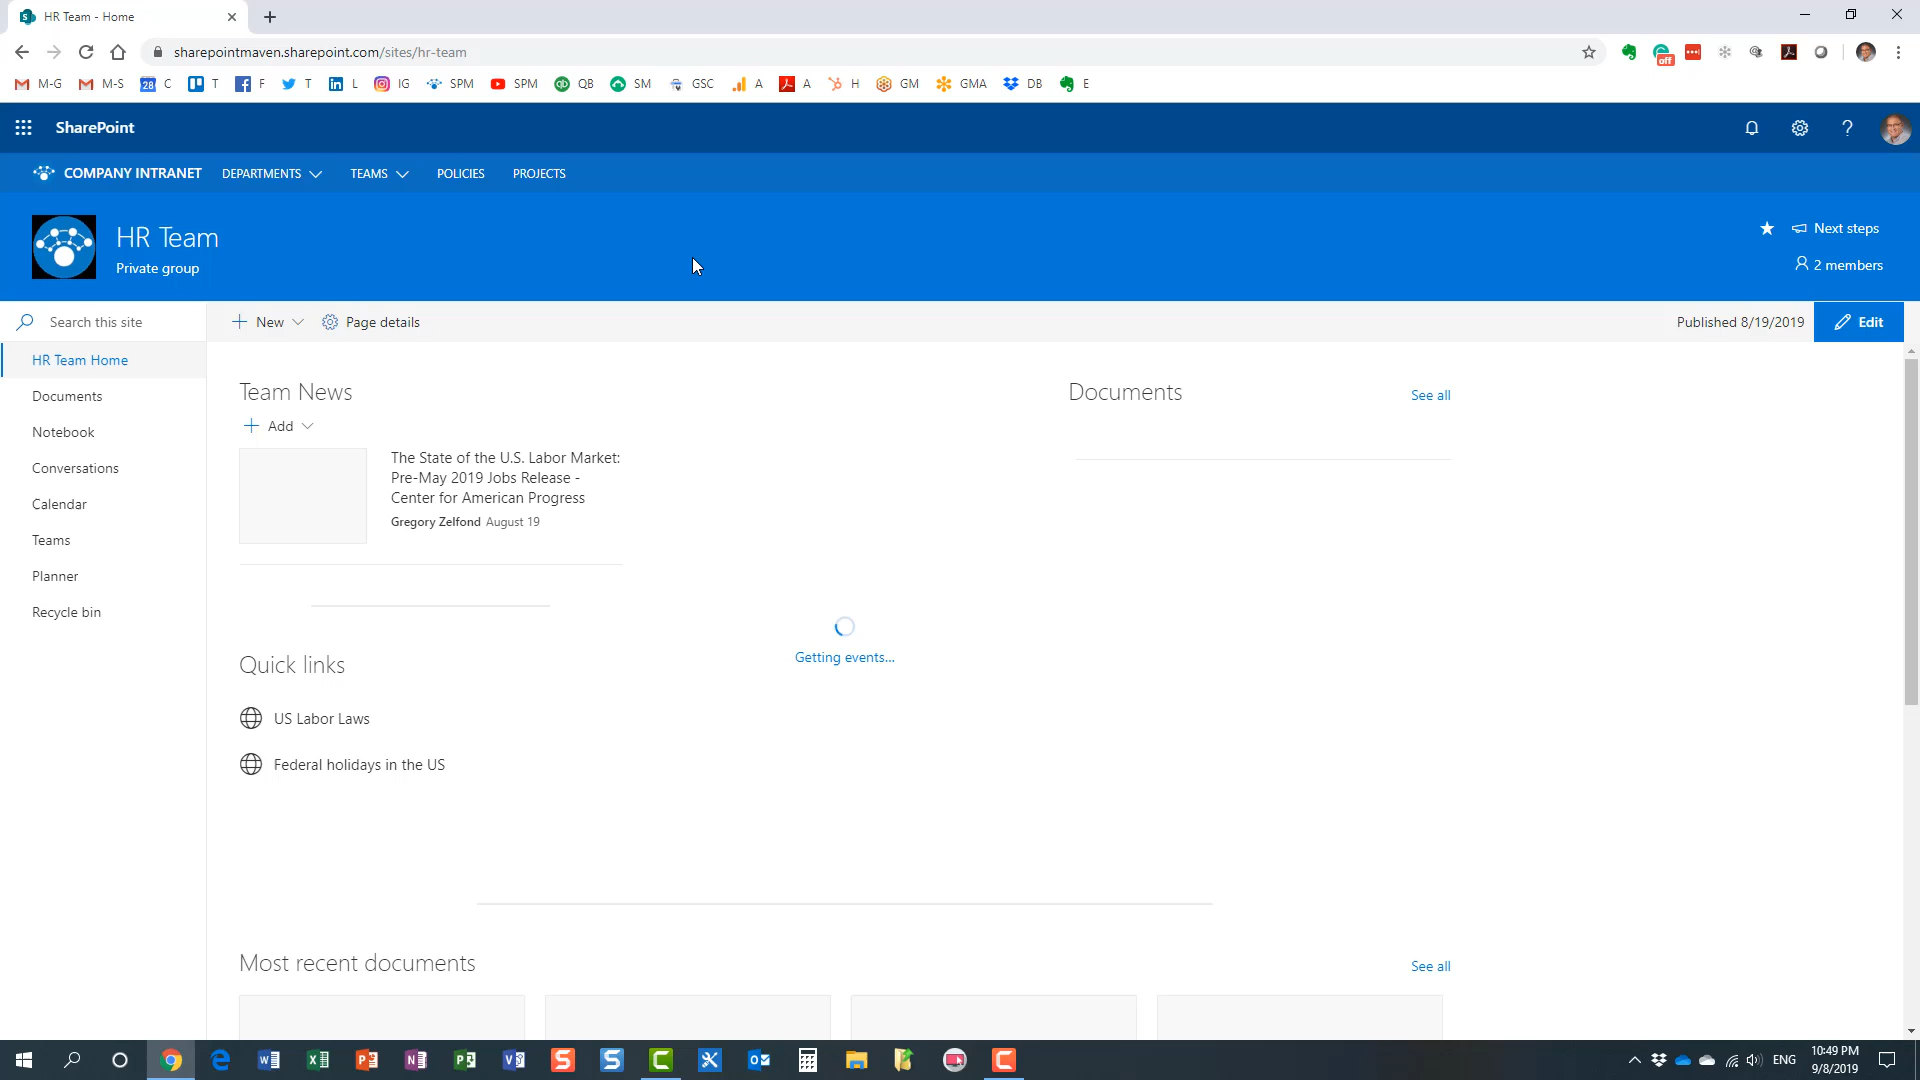 HR Team - Home
sharepointmaven.sharepoint.com/sites/hr-team
off
M-G M-S 28 C T F T L IG SPM SPM QB SM GSC A A H GM GMA DB E
SharePoint
COMPANY INTRANET DEPARTMENTS TEAMS POLICIES PROJECTS
HR Team
Private group
Next steps
2 members
Search this site
New Page details Published 8/19/2019 Edit
HR Team Home
Documents
Notebook
Conversations
Calendar
Teams
Planner
Recycle bin
Team News
Add
The State of the U.S. Labor Market:
Pre-May 2019 Jobs Release -
Center for American Progress
Gregory Zelfond August 19
Documents See all
Getting events...
Quick links
US Labor Laws
Federal holidays in the US
Most recent documents See all
ENG
10:49 PM
9/8/2019